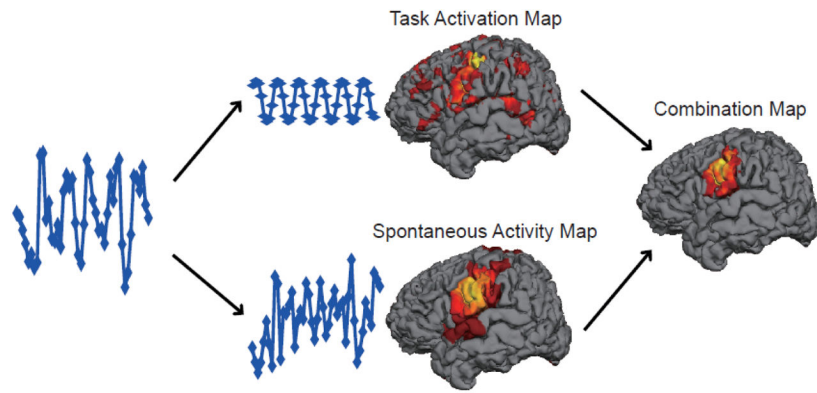 Task Activation Map
Combination Map
Spontaneous Activity Map